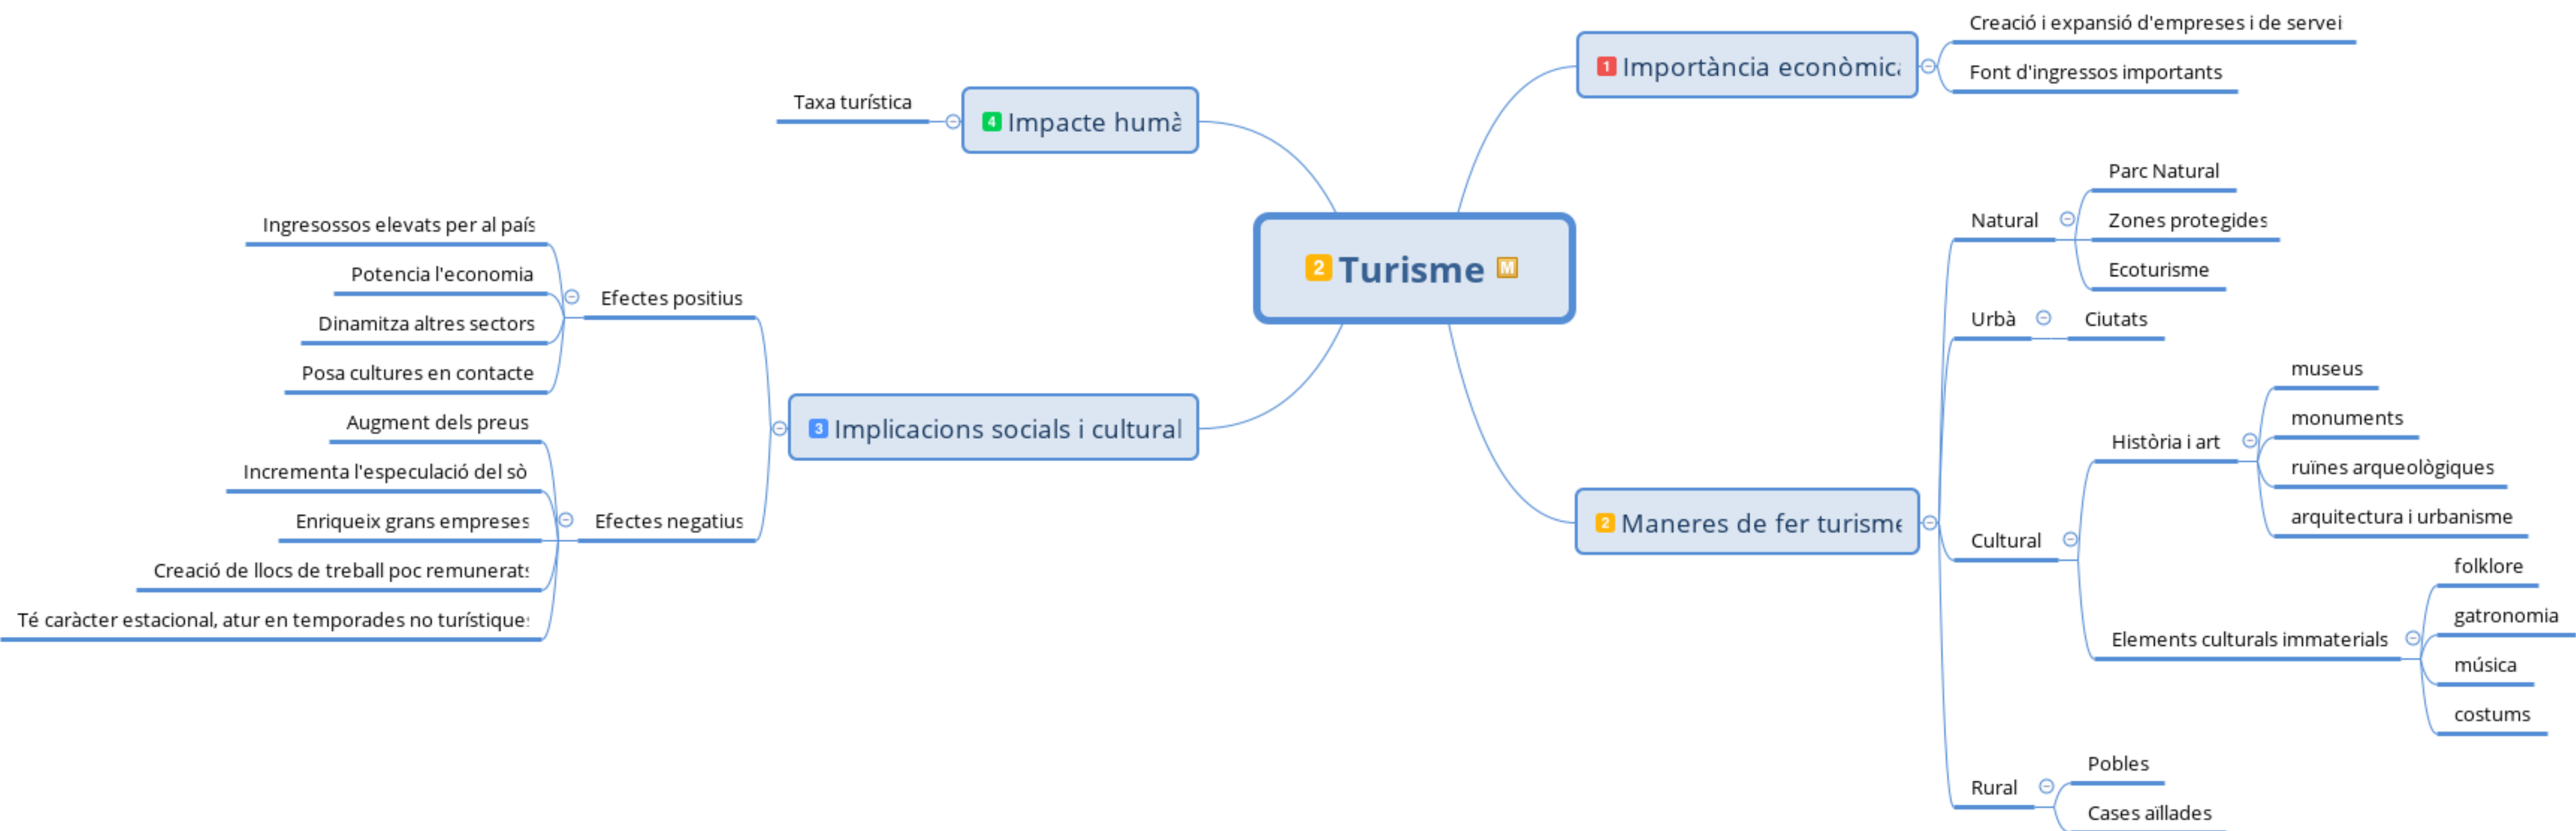 2 Turisme M
1 Importància econòmica
Creació i expansió d'empreses i de servei
Font d'ingressos importants
2 Maneres de fer turisme
Natural
Parc Natural
Zones protegides
Ecoturisme
Urbà
Ciutats
Cultural
Història i art
museus
monuments
ruïnes arqueològiques
arquitectura i urbanisme
Elements culturals immaterials
folklore
gatronomia
música
costums
Rural
Pobles
Cases aïllades
3 Implicacions socials i cultural
Efectes positius
Ingresossos elevats per al país
Potencia l'economia
Dinamitza altres sectors
Posa cultures en contacte
Efectes negatius
Augment dels preus
Incrementa l'especulació del sò
Enriqueix grans empreses
Creació de llocs de treball poc remunerats
Té caràcter estacional, atur en temporades no turístiques
4 Impacte humà
Taxa turística